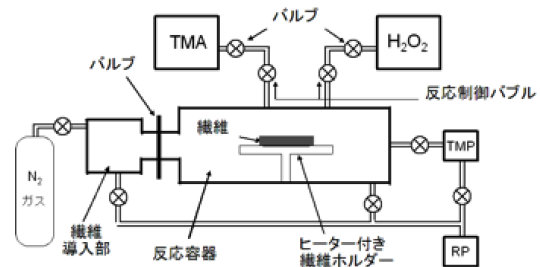 TMA
バルブ
H₂O₂
バルブ
反応制御バブル
繊維
N₂
ガス
TMP
繊維
導入部
反応容器
ヒーター付き
繊維ホルダー
RP